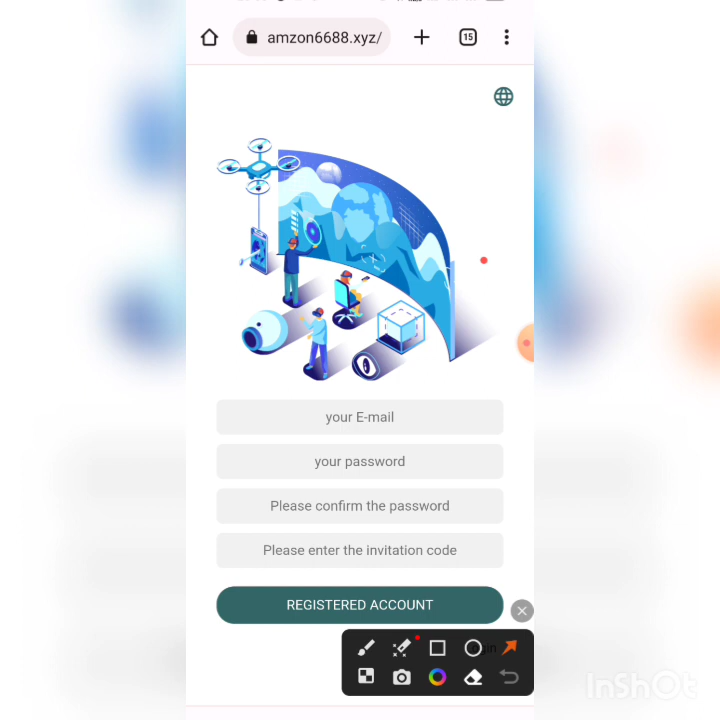 amzon6688.xyz/
15
your E-mail
your password
Please confirm the password
Please enter the invitation code
REGISTERED ACCOUNT
InShOt